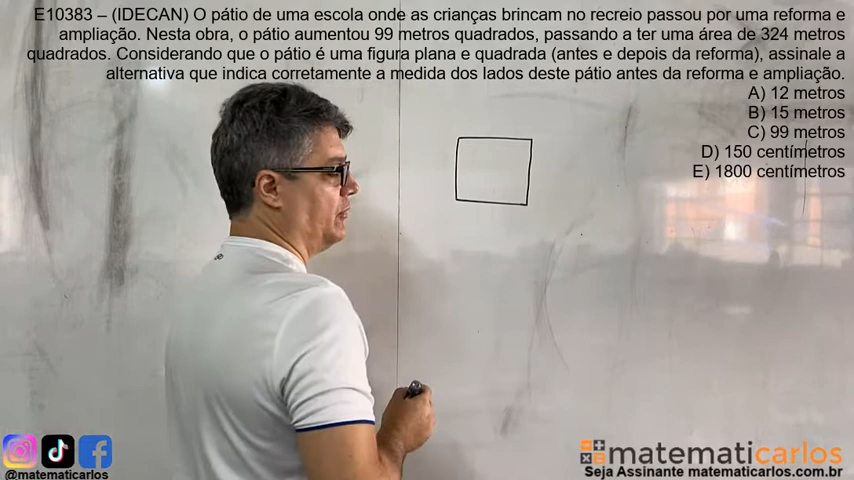 E10383 – (IDECAN) O pátio de uma escola onde as crianças brincam no recreio passou por uma reforma e
ampliação. Nesta obra, o pátio aumentou 99 metros quadrados, passando a ter uma área de 324 metros
quadrados. Considerando que o pátio é uma figura plana e quadrada (antes e depois da reforma), assinale a
alternativa que indica corretamente a medida dos lados deste pátio antes da reforma e ampliação.
A) 12 metros
B) 15 metros
C) 99 metros
D) 150 centímetros
E) 1800 centímetros
@matematicarlos
matematicarlos
Seja Assinante matematicarlos.com.br